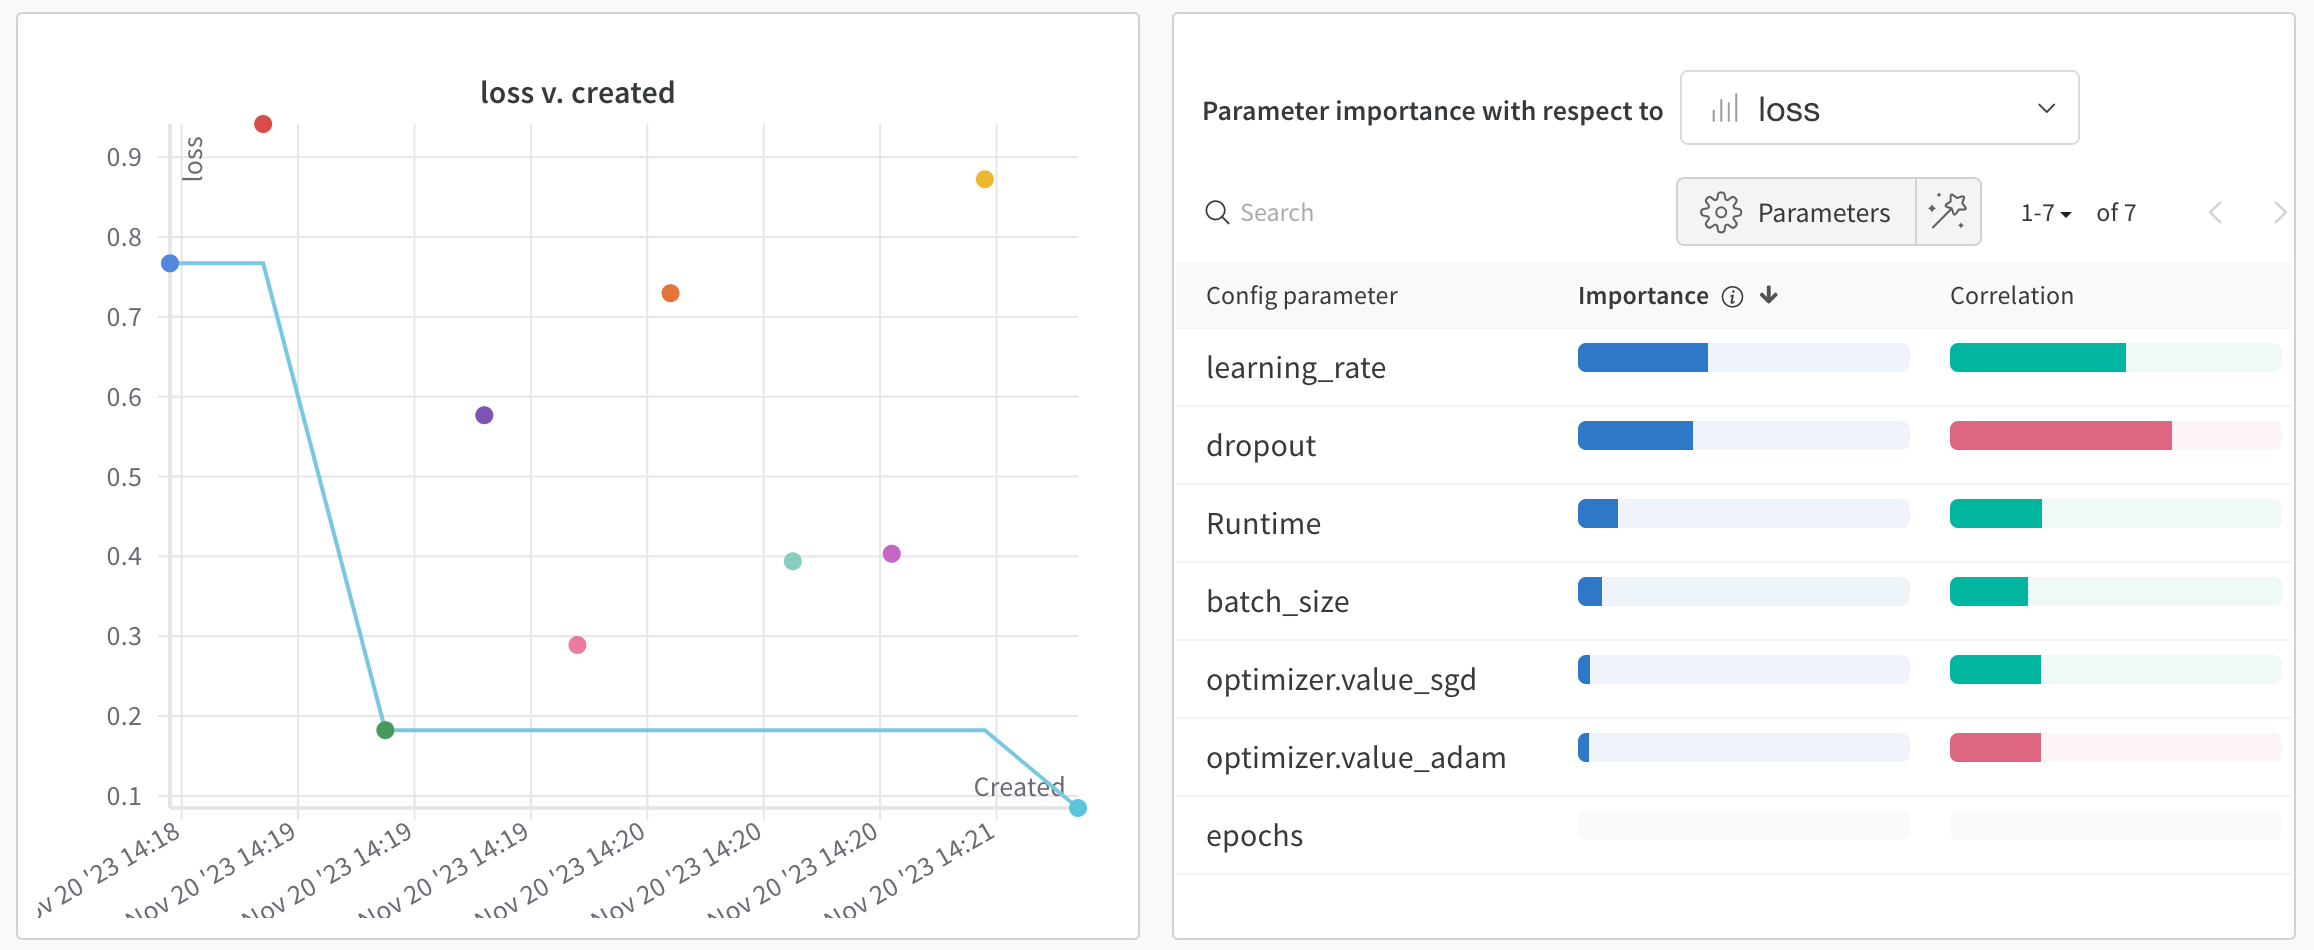 loss v. created
loss
0.9
0.8
0.7
0.6
0.5
0.4
0.3
0.2
0.1
Created
20 '23 14:18
Nov 20 '23 14:19
Nov 20 '23 14:19
Nov 20 '23 14:19
Nov 20 '23 14:20
Nov 20 '23 14:20
Nov 20 '23 14:20
Nov 20 '23 14:21
Parameter importance with respect to loss
Search Parameters 1-7 of 7
Config parameter Importance Correlation
learning_rate
dropout
Runtime
batch_size
optimizer.value_sgd
optimizer.value_adam
epochs